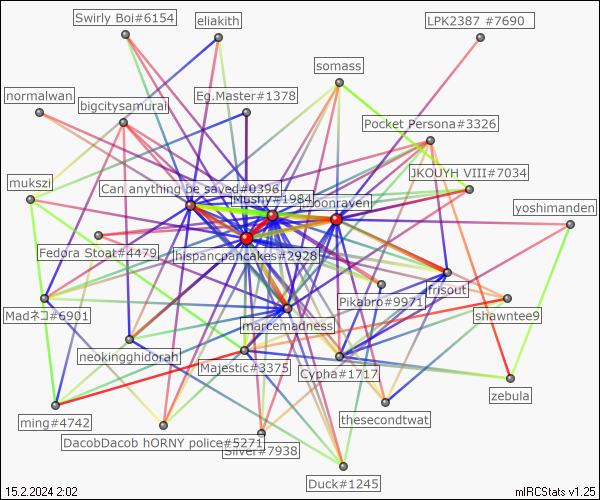 Swirly Boi#6154
eliakith
LPK2387 #7690
somass
normalwan
bigcitysamurai
Ed.Master#1378
Pocket Persona#3326
JKOUYH VIII#7034
mukszi
Can anything be saved#0396
Mushy#1984
moonraven
yoshimanden
Fedora Stoat#4479
hispancpancakes#2928
Pikabro#9971
frisout
Madネコ#6901
marcemadness
shawntee9
neokingghidorah
Majestic#3375
Cypha#1717
zebula
ming#4742
thesecondtwat
DacobDacob hORNY police#5271
Silver#7938
Duck#1245
15.2.2024 2:02
mIRCStats v1.25